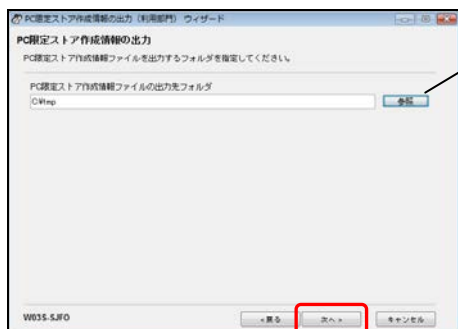 PC限定ストア作成情報の出力（利用部門） ウィザード
PC限定ストア作成情報の出力
PC限定ストア作成情報ファイルを出力するフォルダを指定してください。
PC限定ストア作成情報ファイルの出力先フォルダ
C:¥tmp
参照
W035-SJFO
<戻る
次へ>
キャンセル